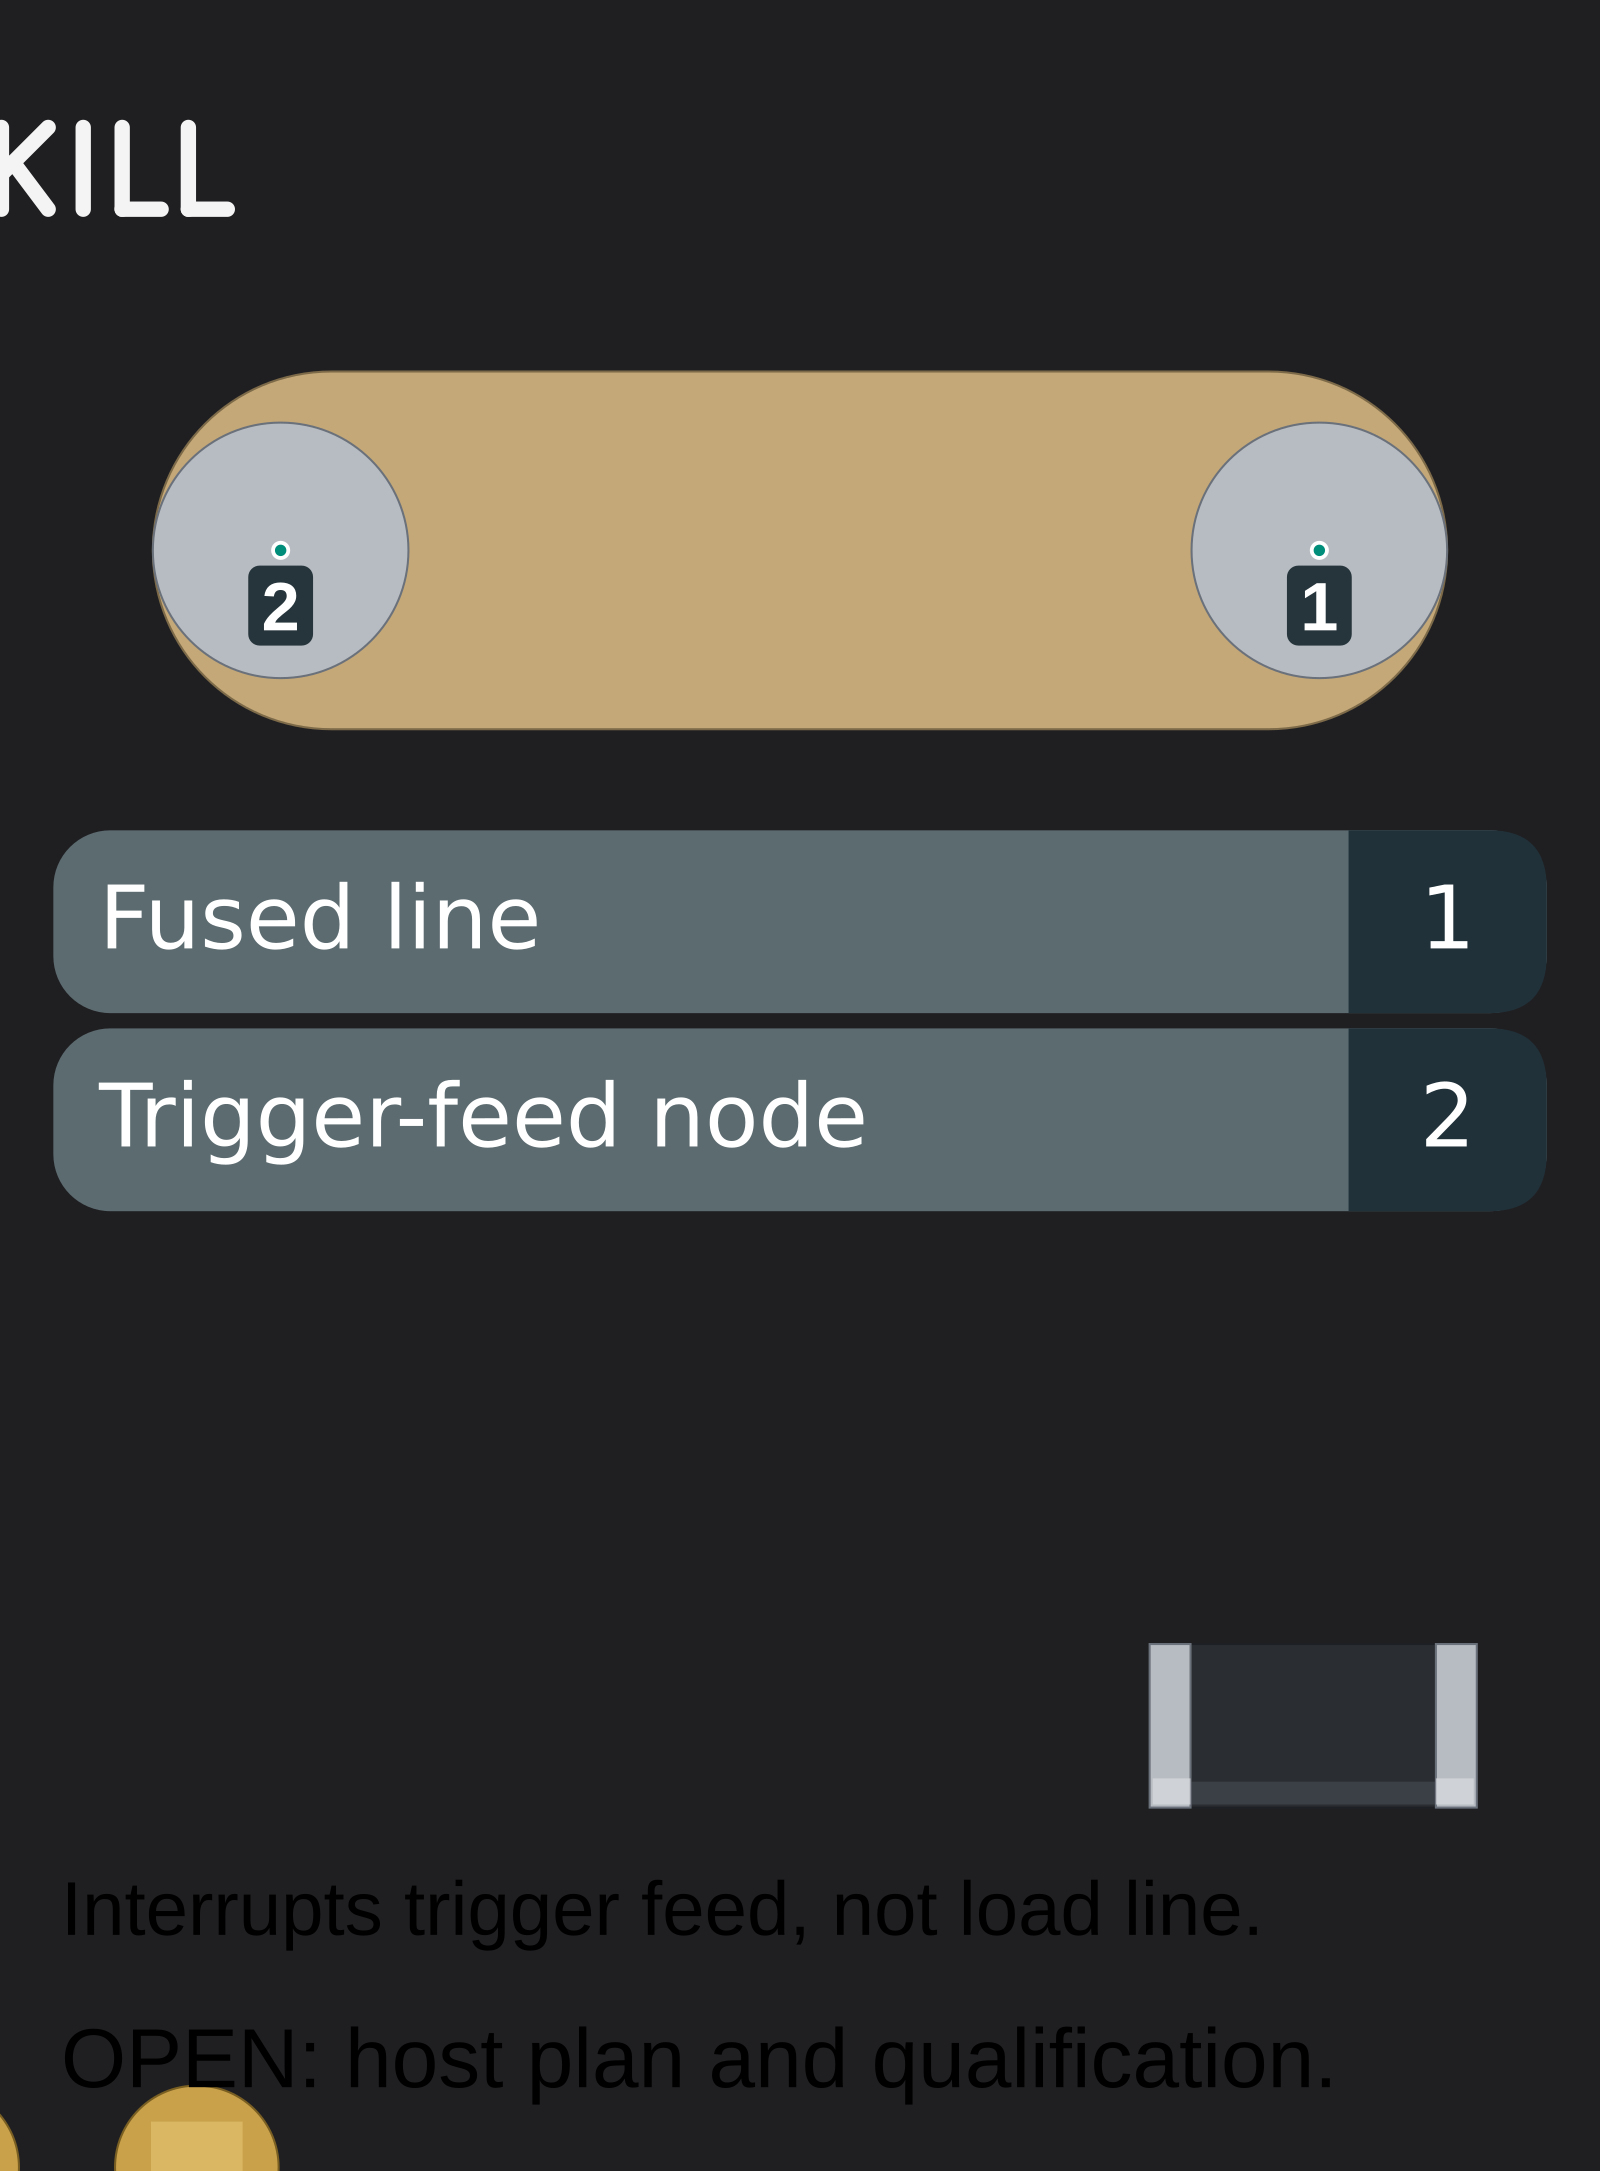 KILL
2 1
Fused line 1
Trigger-feed node 2
Interrupts trigger feed, not load line.
OPEN: host plan and qualification.